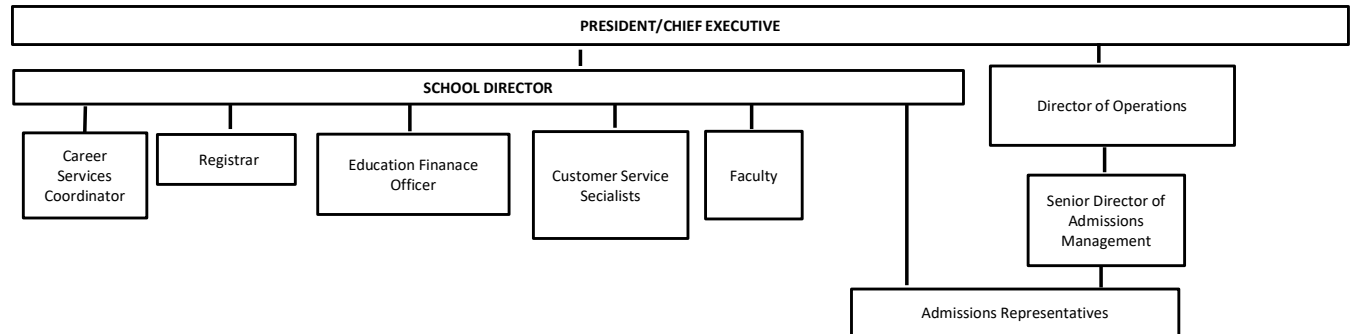 PRESIDENT/CHIEF EXECUTIVE
SCHOOL DIRECTOR
Director of Operations
Career
Services
Coordinator
Registrar
Education Finanace
Officer
Customer Service
Secialists
Faculty
Senior Director of
Admissions
Management
Admissions Representatives